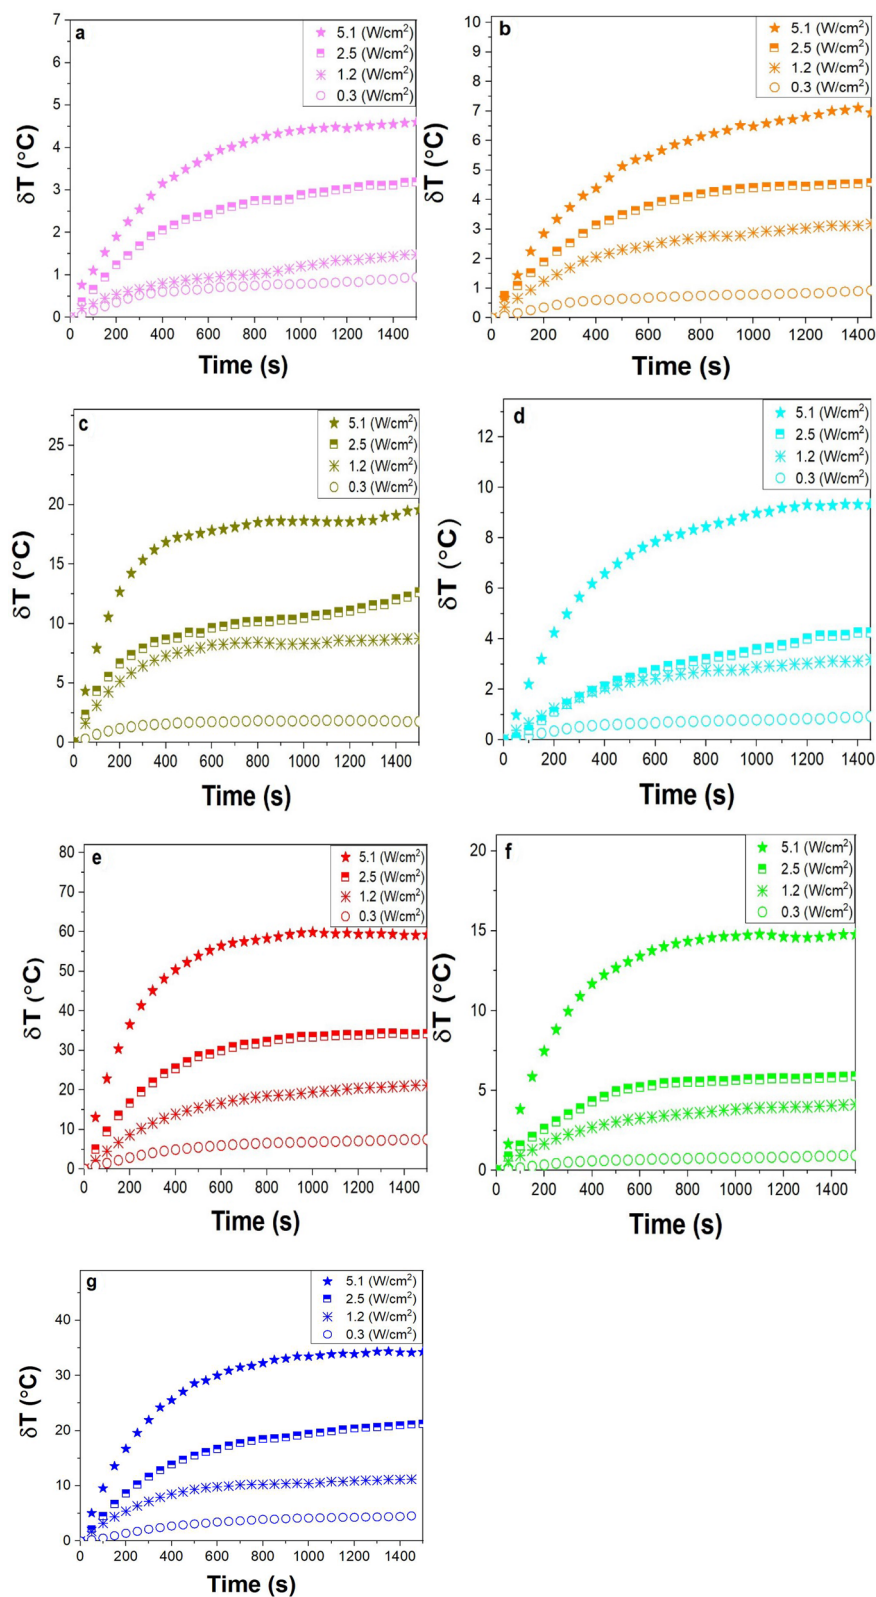 a
5.1 (W/cm²)
2.5 (W/cm²)
1.2 (W/cm²)
0.3 (W/cm²)
7
6
5
4
3
2
1
0
δT (°C)
200 400 600 800 1000 1200 1400
Time (s)
b
5.1 (W/cm²)
2.5 (W/cm²)
1.2 (W/cm²)
0.3 (W/cm²)
10
9
8
7
6
5
4
3
2
1
0
δT (°C)
0 200 400 600 800 1000 1200 1400
Time (s)
c
5.1 (W/cm²)
2.5 (W/cm²)
1.2 (W/cm²)
0.3 (W/cm²)
25
20
15
10
5
0
δT (°C)
0 200 400 600 800 1000 1200 1400
Time (s)
d
5.1 (W/cm²)
2.5 (W/cm²)
1.2 (W/cm²)
0.3 (W/cm²)
12
10
8
6
4
2
0
δT (°C)
0 200 400 600 800 1000 1200 1400
Time (s)
e
5.1 (W/cm²)
2.5 (W/cm²)
1.2 (W/cm²)
0.3 (W/cm²)
80
70
60
50
40
30
20
10
0
δT (°C)
0 200 400 600 800 1000 1200 1400
Time (s)
f
5.1 (W/cm²)
2.5 (W/cm²)
1.2 (W/cm²)
0.3 (W/cm²)
20
15
10
5
0
δT (°C)
0 200 400 600 800 1000 1200 1400
Time (s)
g
5.1 (W/cm²)
2.5 (W/cm²)
1.2 (W/cm²)
0.3 (W/cm²)
40
30
20
10
0
δT (°C)
0 200 400 600 800 1000 1200 1400
Time (s)